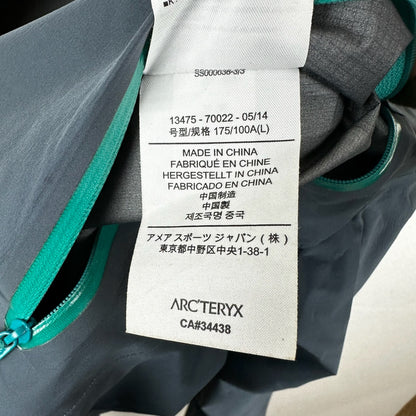 SS000638-3/3
13475 - 70022 - 05/14
号型/规格 175/100A(L)
MADE IN CHINA
FABRIQUÉ EN CHINE
HERGESTELLT IN CHINA
FABRICADO EN CHINA
中国制造
中国製
제조국명 중국
アメア スポーツ ジャパン ( 株 )
東京都中野区中央1-38-1
ARC'TERYX
CA#34438